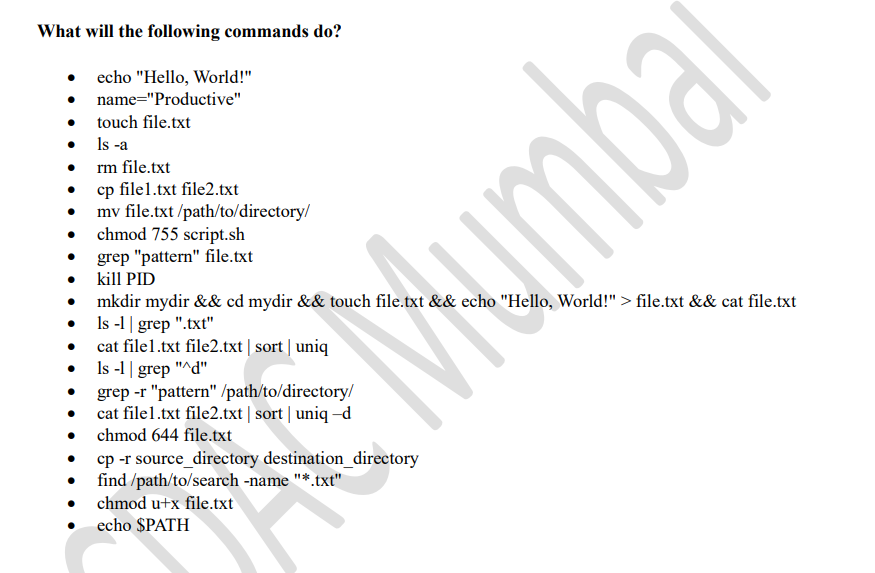 What will the following commands do?
• echo "Hello, World!"
• name="Productive"
• touch file.txt
• ls -a
• rm file.txt
• cp file1.txt file2.txt
• mv file.txt /path/to/directory/
• chmod 755 script.sh
• grep "pattern" file.txt
• kill PID
• mkdir mydir && cd mydir && touch file.txt && echo "Hello, World!" > file.txt && cat file.txt
• ls -l | grep ".txt"
• cat file1.txt file2.txt | sort | uniq
• ls -l | grep "^d"
• grep -r "pattern" /path/to/directory/
• cat file1.txt file2.txt | sort | uniq –d
• chmod 644 file.txt
• cp -r source_directory destination_directory
• find /path/to/search -name "*.txt"
• chmod u+x file.txt
• echo $PATH
CDAC Mumbai